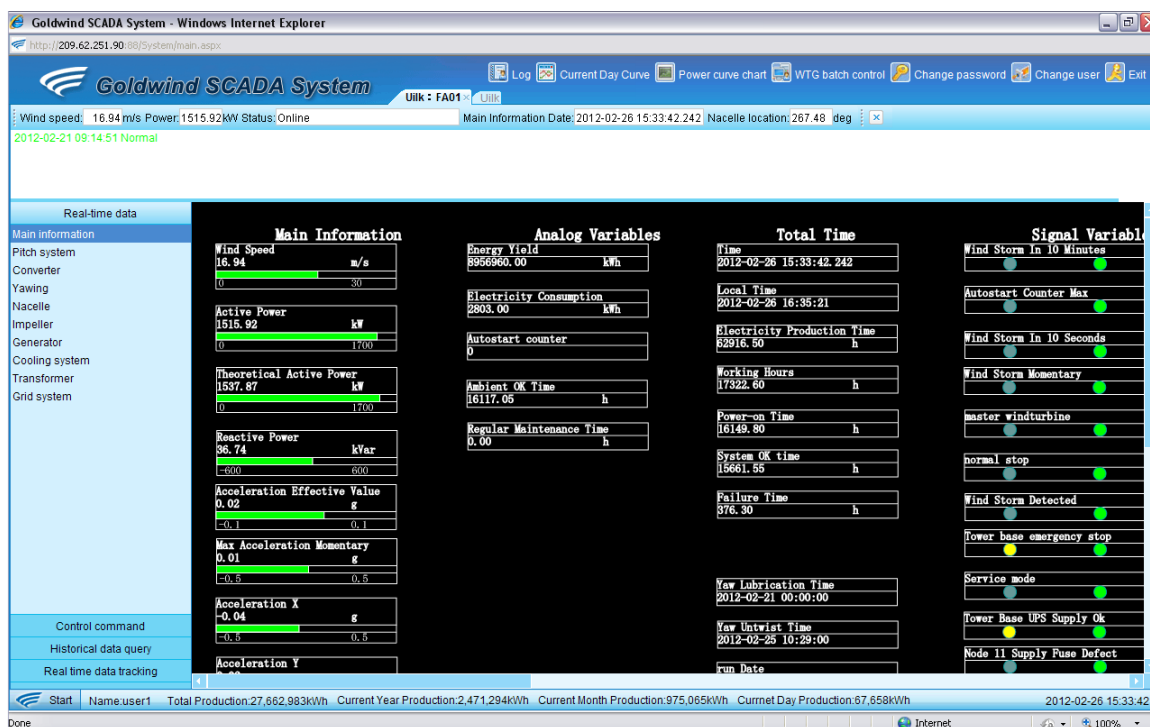 Goldwind SCADA System - Windows Internet Explorer
http://209.62.251.90:88/System/main.aspx
Goldwind SCADA System
Log Current Day Curve Power curve chart WTG batch control Change password Change user Exit
Uilk : FA01 × Uilk
Wind speed: 16.94 m/s Power: 1515.92 kW Status: Online Main Information Date: 2012-02-26 15:33:42.242 Nacelle location: 267.48 deg ×
2012-02-21 09:14:51 Normal
Real-time data
Main information
Pitch system
Converter
Yawing
Nacelle
Impeller
Generator
Cooling system
Transformer
Grid system
Control command
Historical data query
Real time data tracking
Main Information
Wind Speed
16.94 m/s
0 30
Active Power
1515.92 kW
0 1700
Theoretical Active Power
1537.87 kW
0 1700
Reactive Power
36.74 kVar
-600 600
Acceleration Effective Value
0.02 g
-0.1 0.1
Max Acceleration Momentary
0.01 g
-0.5 0.5
Acceleration X
-0.04 g
-0.5 0.5
Acceleration Y
Analog Variables
Energy Yield
8956960.00 kWh
Electricity Consumption
2803.00 kWh
Autostart counter
0
Ambient OK Time
16117.05 h
Regular Maintenance Time
0.00 h
Total Time
Time
2012-02-26 15:33:42.242
Local Time
2012-02-26 16:35:21
Electricity Production Time
62916.50 h
Working Hours
17322.60 h
Power-on Time
16149.80 h
System OK time
15661.55 h
Failure Time
376.30 h
Yaw Lubrication Time
2012-02-21 00:00:00
Yaw Untwist Time
2012-02-25 10:29:00
run Date
Signal Variabl
Wind Storm In 10 Minutes
Autostart Counter Max
Wind Storm In 10 Seconds
Wind Storm Momentary
master windturbine
normal stop
Wind Storm Detected
Tower base emergency stop
Service mode
Tower Base UPS Supply Ok
Node 11 Supply Fuse Defect
Start Name:user1 Total Production:27,662,983kWh Current Year Production:2,471,294kWh Current Month Production:975,065kWh Currnet Day Production:67,658kWh 2012-02-26 15:33:42
Done Internet 100%